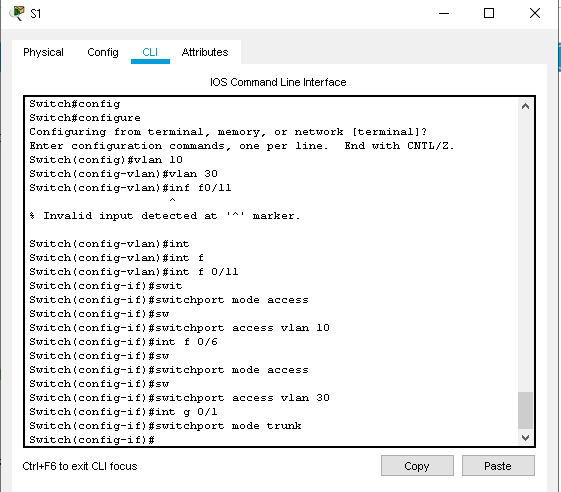 S1
Physical Config CLI Attributes
IOS Command Line Interface
Switch#config
Switch#configure
Configuring from terminal, memory, or network [terminal]?
Enter configuration commands, one per line.  End with CNTL/Z.
Switch(config)#vlan 10
Switch(config-vlan)#vlan 30
Switch(config-vlan)#inf f0/11
^
% Invalid input detected at '^' marker.
Switch(config-vlan)#int
Switch(config-vlan)#int f
Switch(config-vlan)#int f 0/11
Switch(config-if)#swit
Switch(config-if)#switchport mode access
Switch(config-if)#sw
Switch(config-if)#switchport access vlan 10
Switch(config-if)#int f 0/6
Switch(config-if)#sw
Switch(config-if)#switchport mode access
Switch(config-if)#sw
Switch(config-if)#switchport access vlan 30
Switch(config-if)#int g 0/1
Switch(config-if)#switchport mode trunk
Switch(config-if)#
Ctrl+F6 to exit CLI focus
Copy Paste